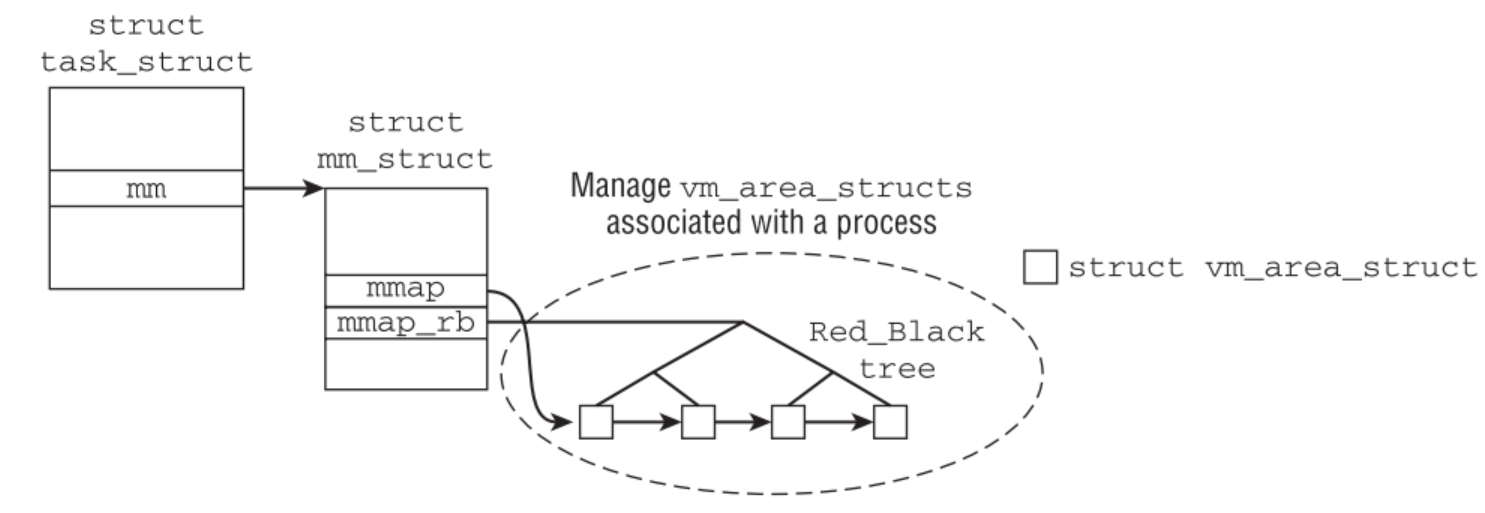 struct
task_struct
mm
struct
mm_struct
mmap
mmap_rb
Manage vm_area_structs
associated with a process
Red_Black
tree
struct vm_area_struct